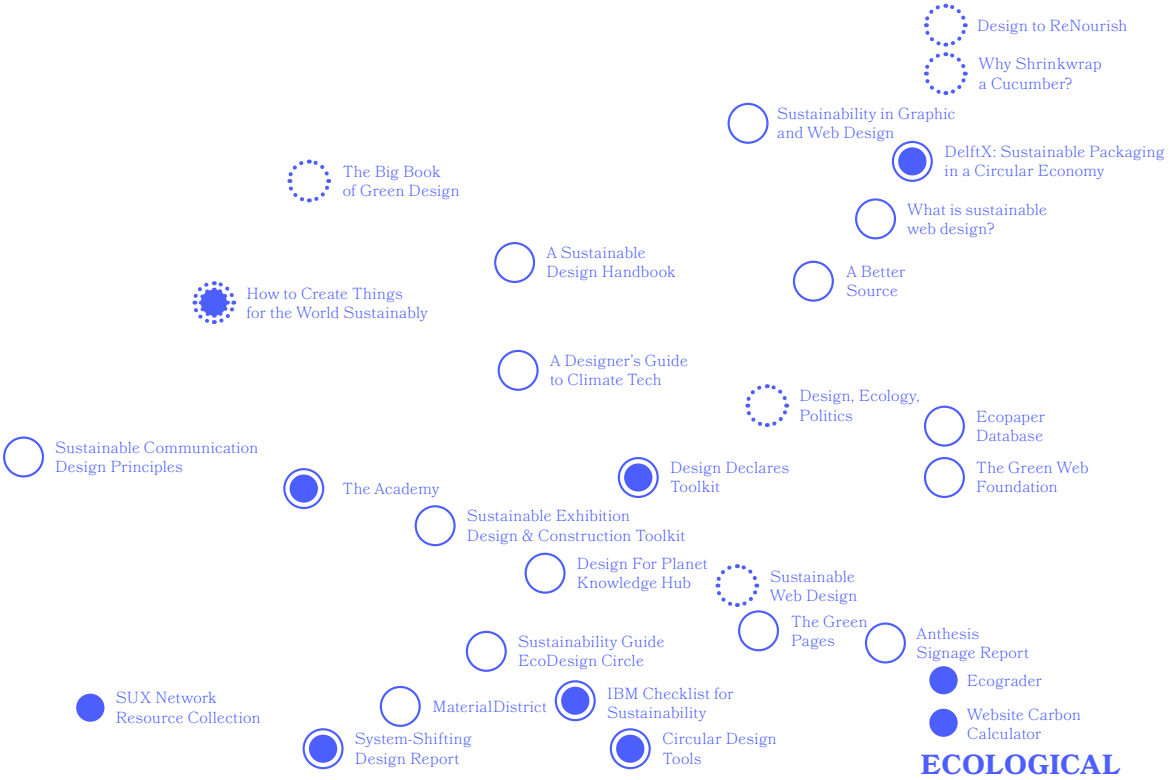 Design to ReNourish
Why Shrinkwrap
a Cucumber?
Sustainability in Graphic
and Web Design
DelftX: Sustainable Packaging
in a Circular Economy
The Big Book
of Green Design
What is sustainable
web design?
A Sustainable
Design Handbook
A Better
Source
How to Create Things
for the World Sustainably
A Designer's Guide
to Climate Tech
Design, Ecology,
Politics
Ecopaper
Database
Sustainable Communication
Design Principles
The Academy
Design Declares
Toolkit
The Green Web
Foundation
Sustainable Exhibition
Design & Construction Toolkit
Design For Planet
Knowledge Hub
Sustainable
Web Design
The Green
Pages
Anthesis
Signage Report
Sustainability Guide
EcoDesign Circle
Ecograder
SUX Network
Resource Collection
MaterialDistrict
IBM Checklist for
Sustainability
Website Carbon
Calculator
System-Shifting
Design Report
Circular Design
Tools
ECOLOGICAL